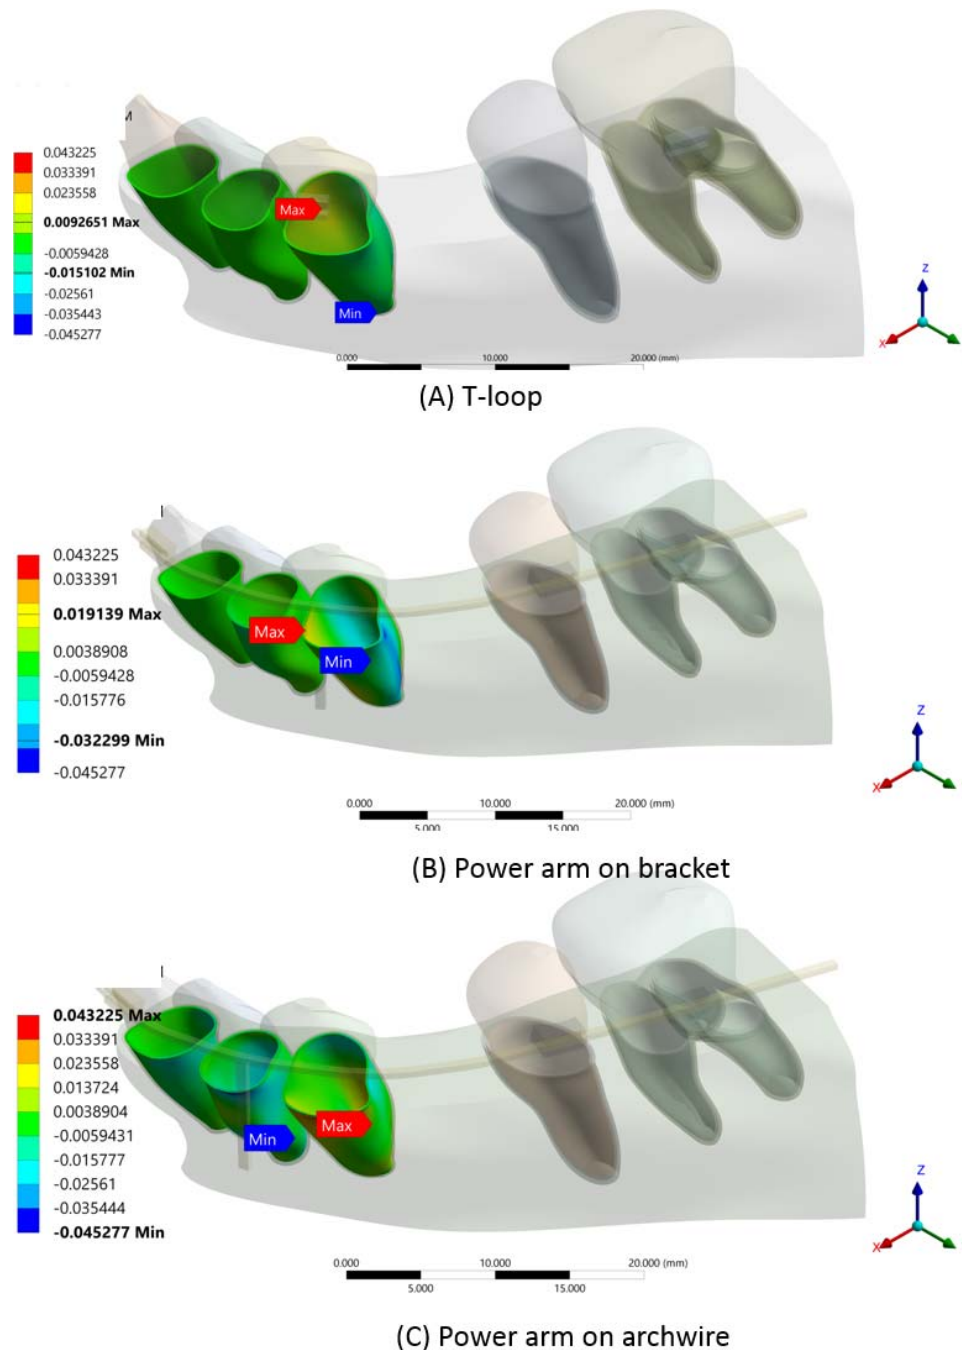 M
0.043225
0.033391
0.023558
0.0092651 Max
-0.0059428
-0.015102 Min
-0.02561
-0.035443
-0.045277
Max
Min
Z
X
0.000 10.000 20.000 (mm)
(A) T-loop
0.043225
0.033391
0.019139 Max
0.0038908
-0.0059428
-0.015776
-0.032299 Min
-0.045277
Max
Min
Z
X
0.000 10.000 20.000 (mm)
5.000 15.000
(B) Power arm on bracket
0.043225 Max
0.033391
0.023558
0.013724
0.0038904
-0.0059431
-0.015777
-0.02561
-0.035444
-0.045277 Min
Min
Max
Z
X
0.000 10.000 20.000 (mm)
5.000 15.000
(C) Power arm on archwire